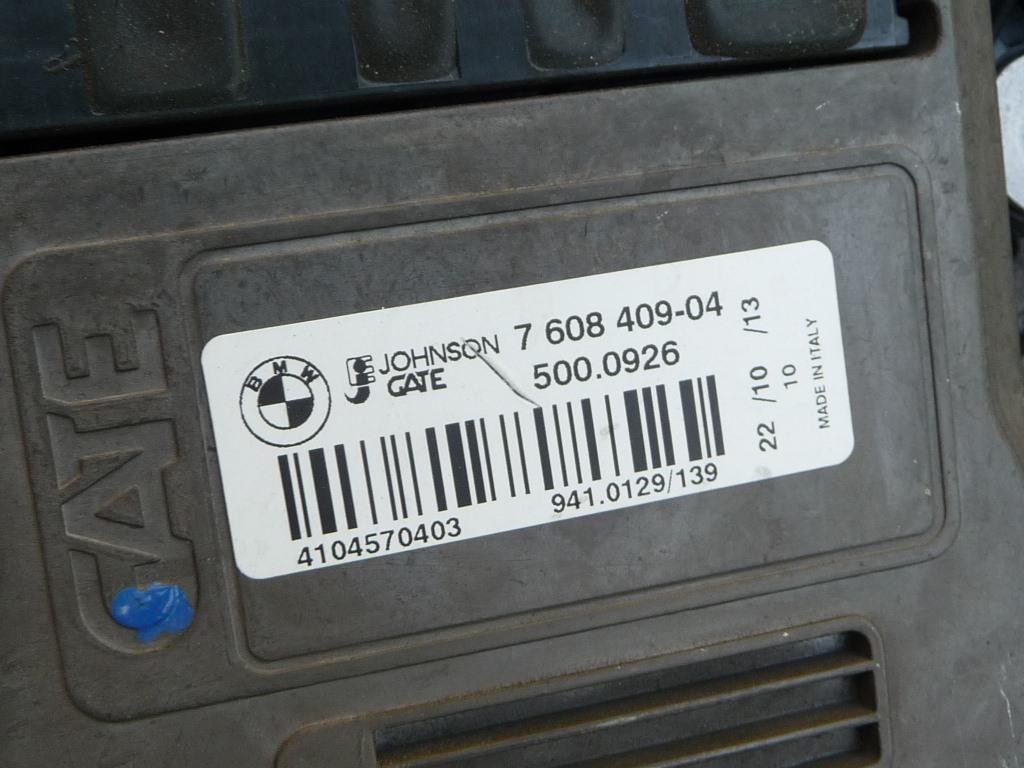 GATE
BMW
JOHNSON
GATE
7 608 409-04
500.0926
4104570403
941.0129/139
22 /10 /13
10
MADE IN ITALY